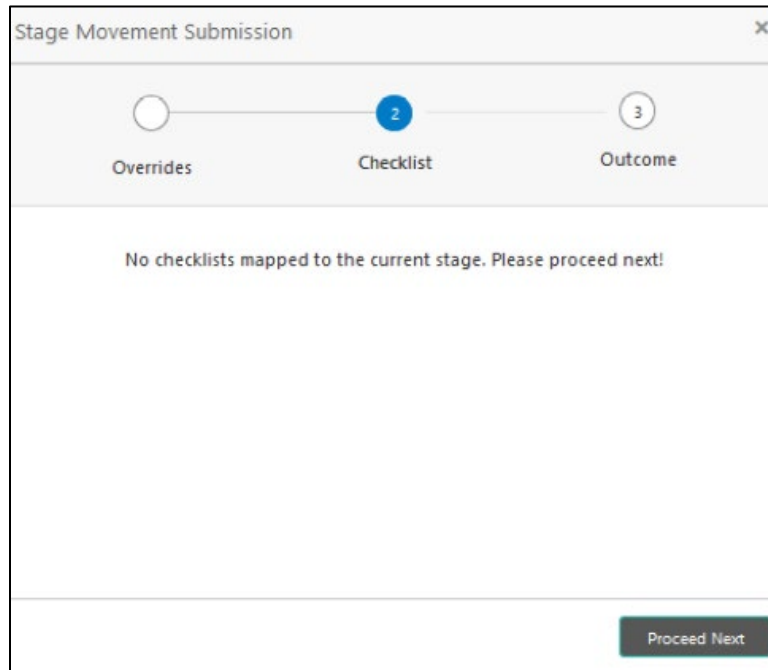 Stage Movement Submission
×
2
3
Overrides
Checklist
Outcome
No checklists mapped to the current stage. Please proceed next!
Proceed Next